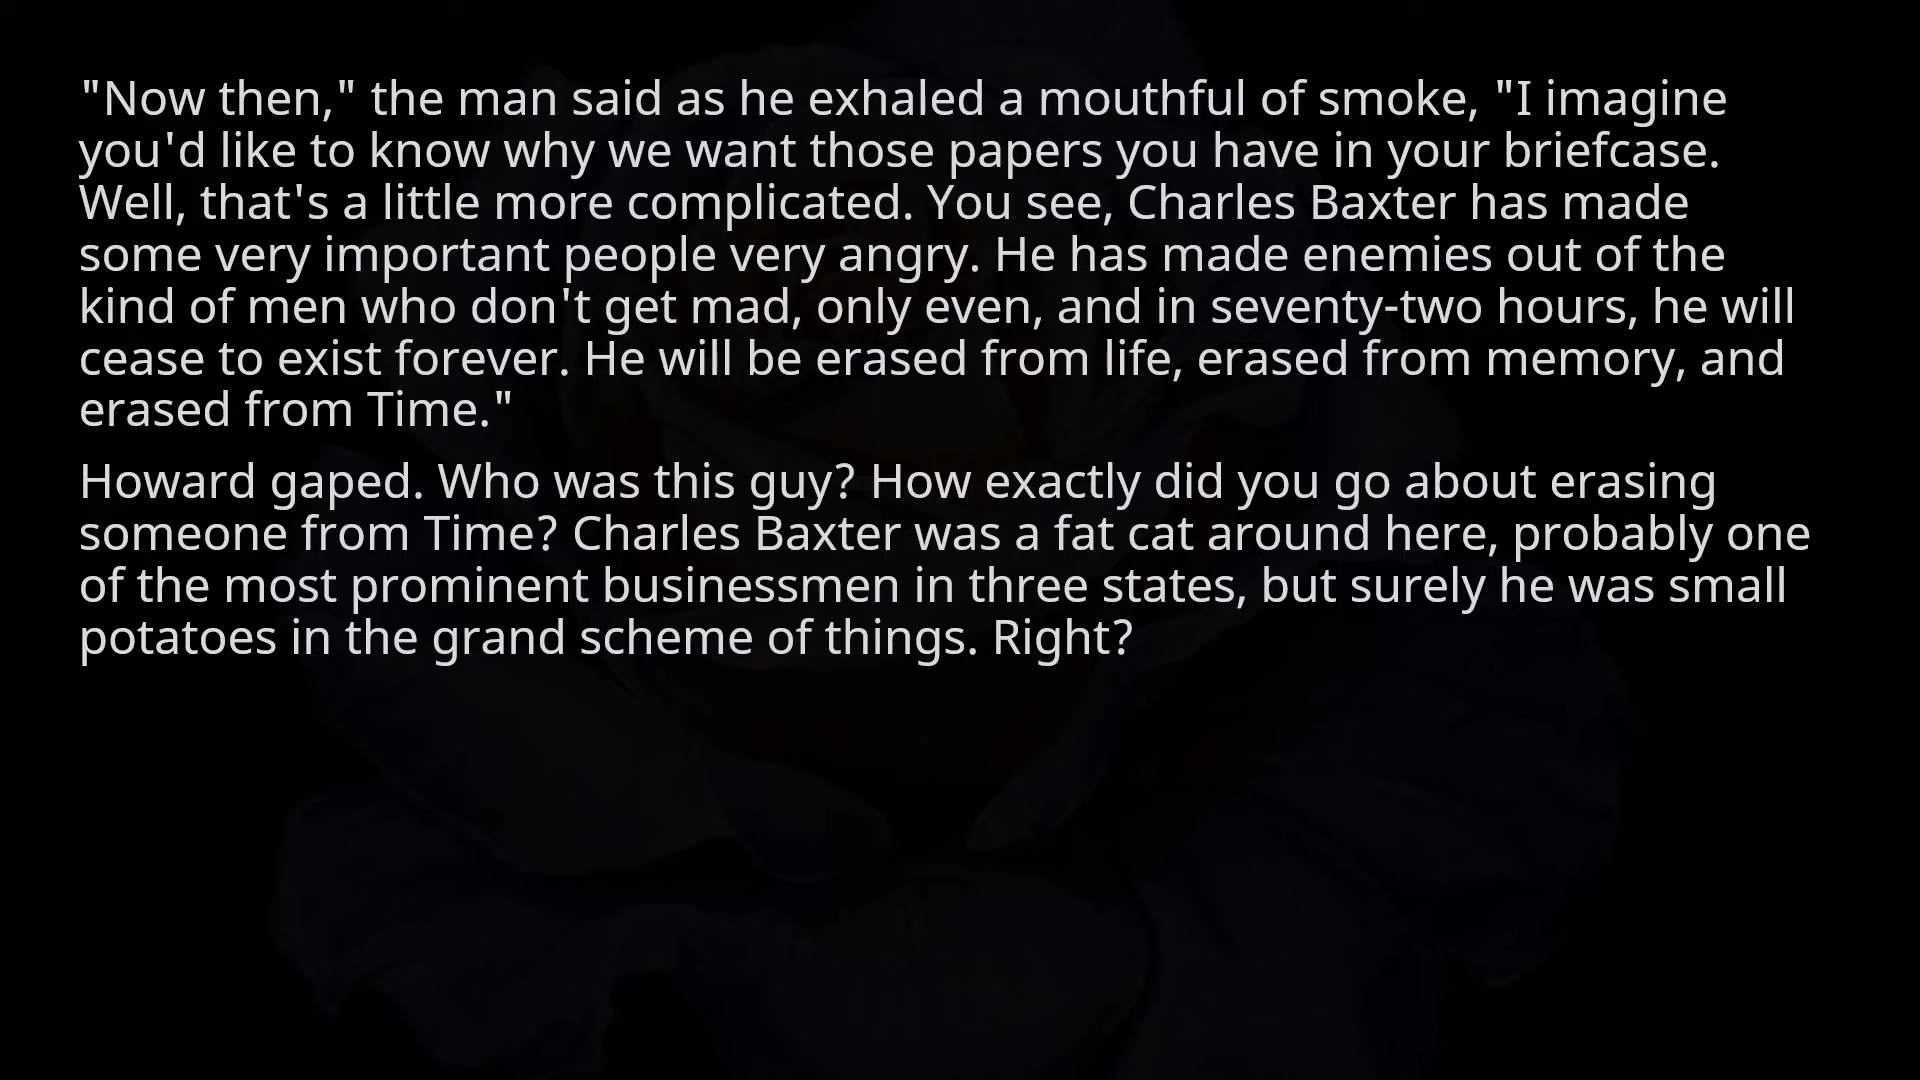 "Now then," the man said as he exhaled a mouthful of smoke, "I imagine
you'd like to know why we want those papers you have in your briefcase.
Well, that's a little more complicated. You see, Charles Baxter has made
some very important people very angry. He has made enemies out of the
kind of men who don't get mad, only even, and in seventy-two hours, he will
cease to exist forever. He will be erased from life, erased from memory, and
erased from Time."
Howard gaped. Who was this guy? How exactly did you go about erasing
someone from Time? Charles Baxter was a fat cat around here, probably one
of the most prominent businessmen in three states, but surely he was small
potatoes in the grand scheme of things. Right?